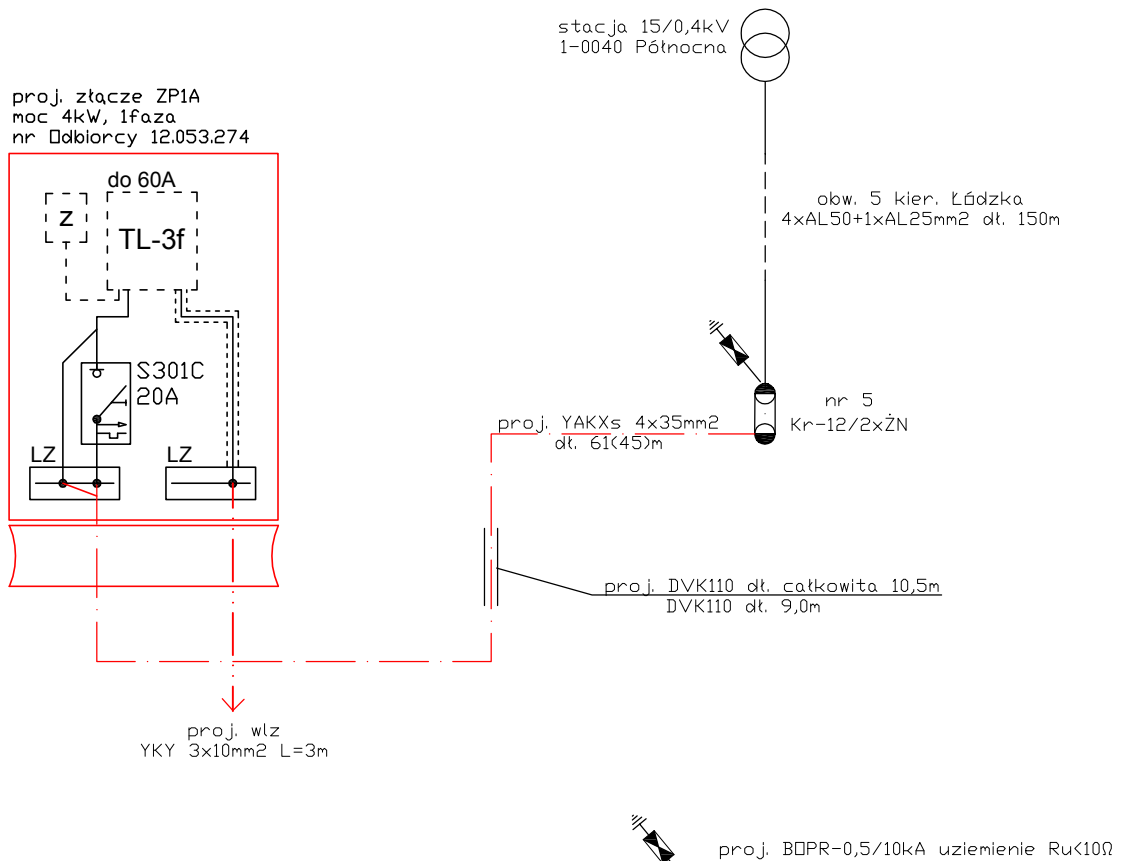 stacja 15/0,4kV
1-0040 Północna
proj. złącze ZP1A
moc 4kW, 1faza
nr Odbiorcy 12.053.274
do 60A
Z
TL-3f
obw. 5 kier. Łódzka
4xAL50+1xAL25mm2 dł. 150m
S301C
20A
nr 5
Kr-12/2xŻN
proj. YAKXs 4x35mm2
dł. 61(45)m
LZ
LZ
proj. DVK110 dł. całkowita 10,5m
DVK110 dł. 9,0m
proj. wlz
YKY 3x10mm2 L=3m
proj. BOPR-0,5/10kA uziemienie Ru<10Ω